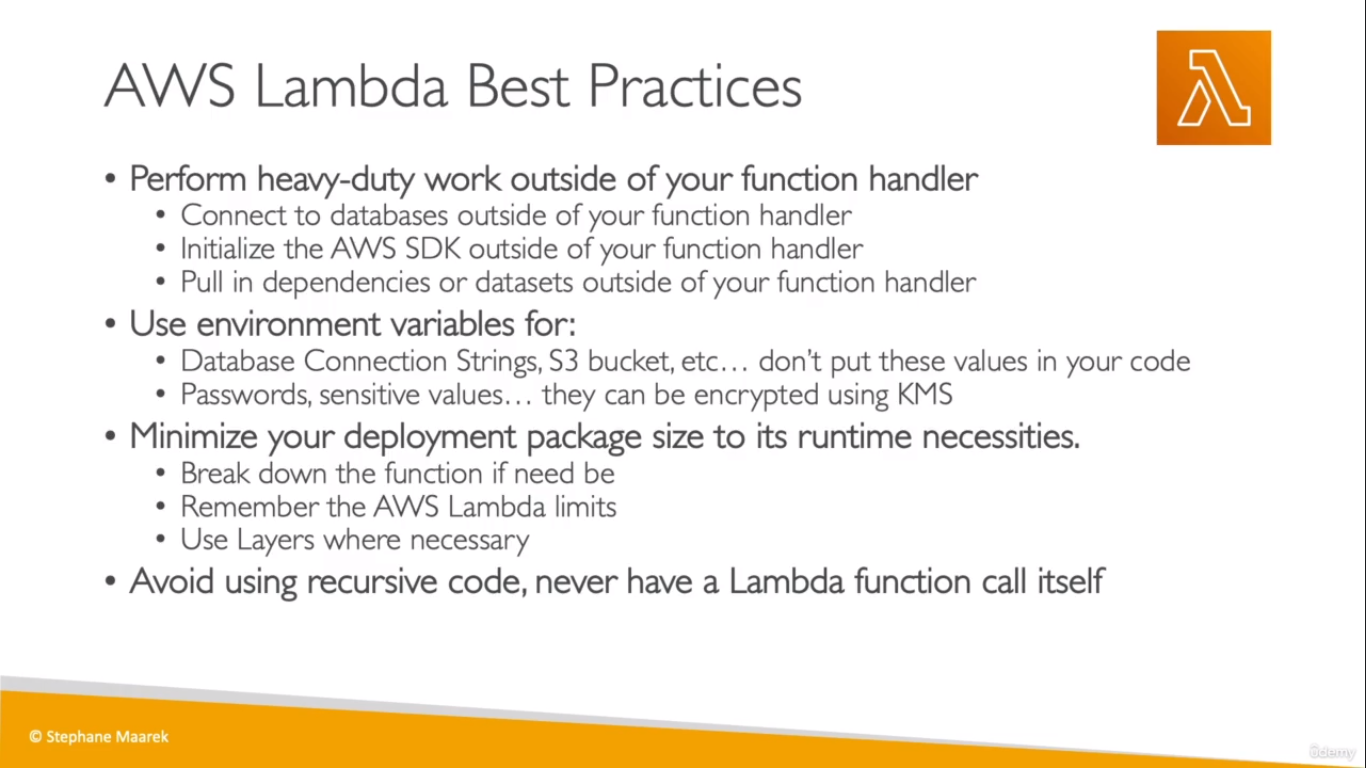 AWS Lambda Best Practices
• Perform heavy-duty work outside of your function handler
• Connect to databases outside of your function handler
• Initialize the AWS SDK outside of your function handler
• Pull in dependencies or datasets outside of your function handler
• Use environment variables for:
• Database Connection Strings, S3 bucket, etc… don’t put these values in your code
• Passwords, sensitive values… they can be encrypted using KMS
• Minimize your deployment package size to its runtime necessities.
• Break down the function if need be
• Remember the AWS Lambda limits
• Use Layers where necessary
• Avoid using recursive code, never have a Lambda function call itself
© Stephane Maarek
ûdemy